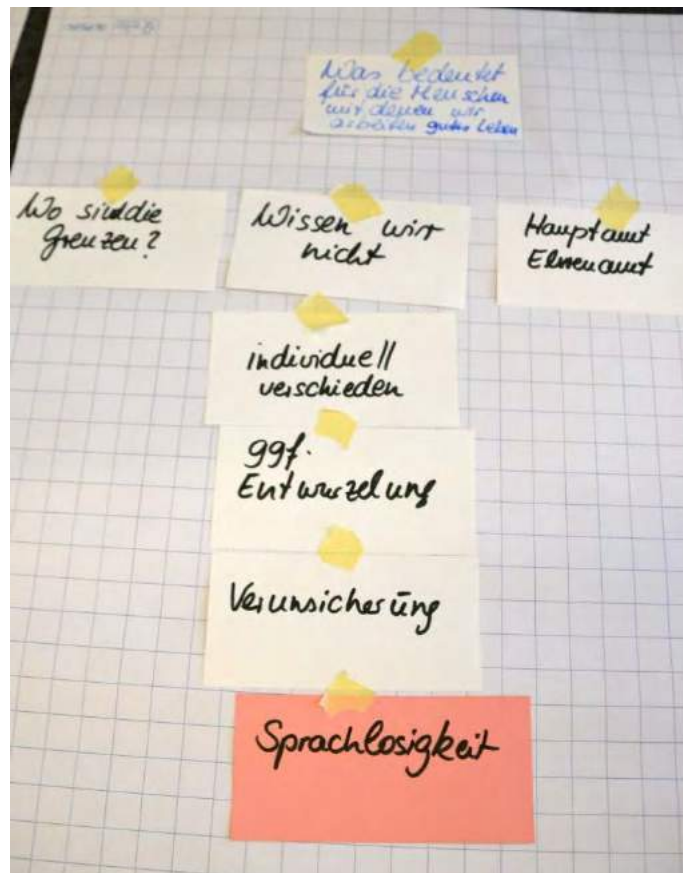 Was bedeutet
für die Menschen
mit denen wir
arbeiten gutes Leben
Wo sind die
Grenzen?
Wissen wir
nicht
Hauptamt
Ehrenamt
individuell
verschieden
ggf.
Entwurzelung
Verunsicherung
Sprachlosigkeit